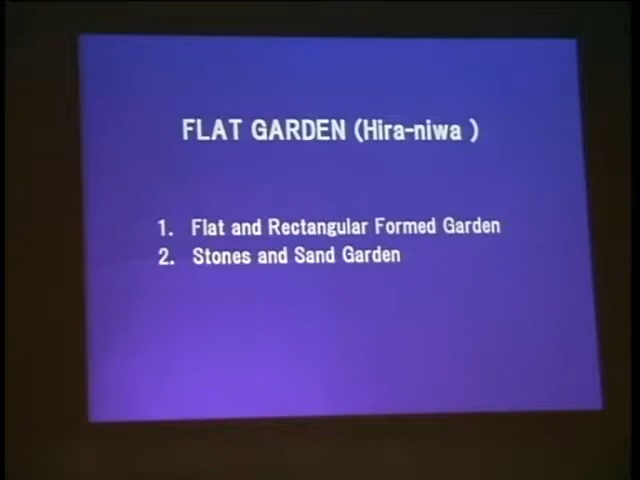 FLAT GARDEN (Hira-niwa )
1. Flat and Rectangular Formed Garden
2. Stones and Sand Garden